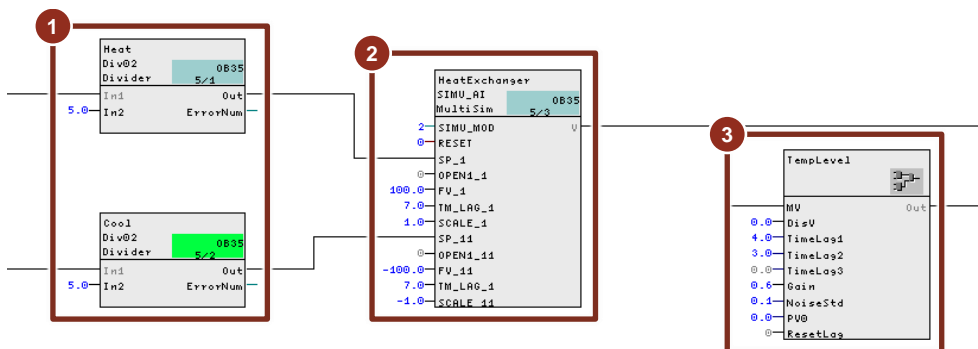 1
Heat
Div02
Divider
OB35
5/1
In1
Out
5.0
In2
ErrorNum
Cool
Div02
Divider
OB35
5/2
In1
Out
5.0
In2
ErrorNum
2
HeatExchanger
SIMU_AI
MultiSim
OB35
5/3
2
SIMU_MOD
V
0
RESET
SP_1
0
OPEN1_1
100.0
FV_1
7.0
TM_LAG_1
1.0
SCALE_1
SP_11
0
OPEN1_11
-100.0
FV_11
7.0
TM_LAG_11
-1.0
SCALE_11
3
TempLevel
MV
Out
0.0
DisV
4.0
TimeLag1
3.0
TimeLag2
0.0
TimeLag3
0.6
Gain
0.1
NoiseStd
0.0
PV0
0
ResetLag